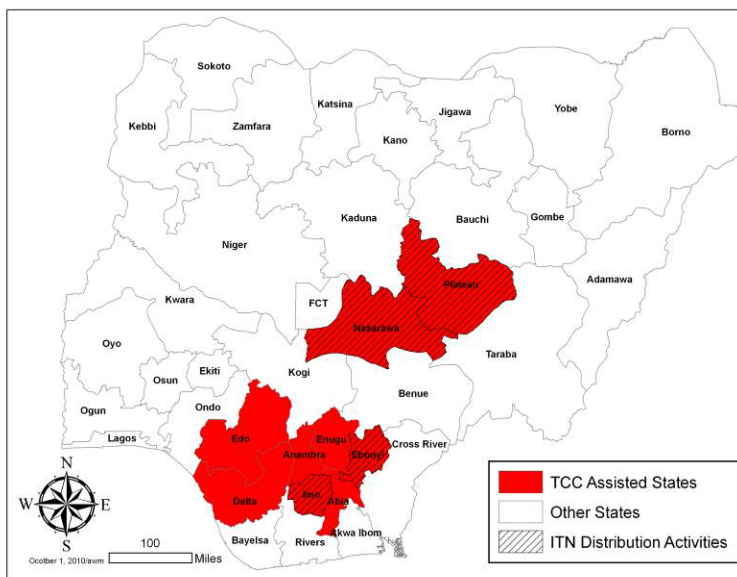 Sokoto
Katsina
Jigawa
Yobe
Borno
Kebbi
Zamfara
Kano
Kaduna
Bauchi
Gombe
Niger
Adamawa
Plateau
FCT
Kwara
Nasarawa
Oyo
Taraba
Kogi
Osun
Ekiti
Benue
Ogun
Ondo
Lagos
Edo
Enugu
Cross River
Anambra
Ebonyi
Delta
Imo
Abia
Bayelsa
Rivers
Akwa Ibom
N
W
E
S
Ocotber 1, 2010/awm
100
Miles
TCC Assisted States
Other States
ITN Distribution Activities